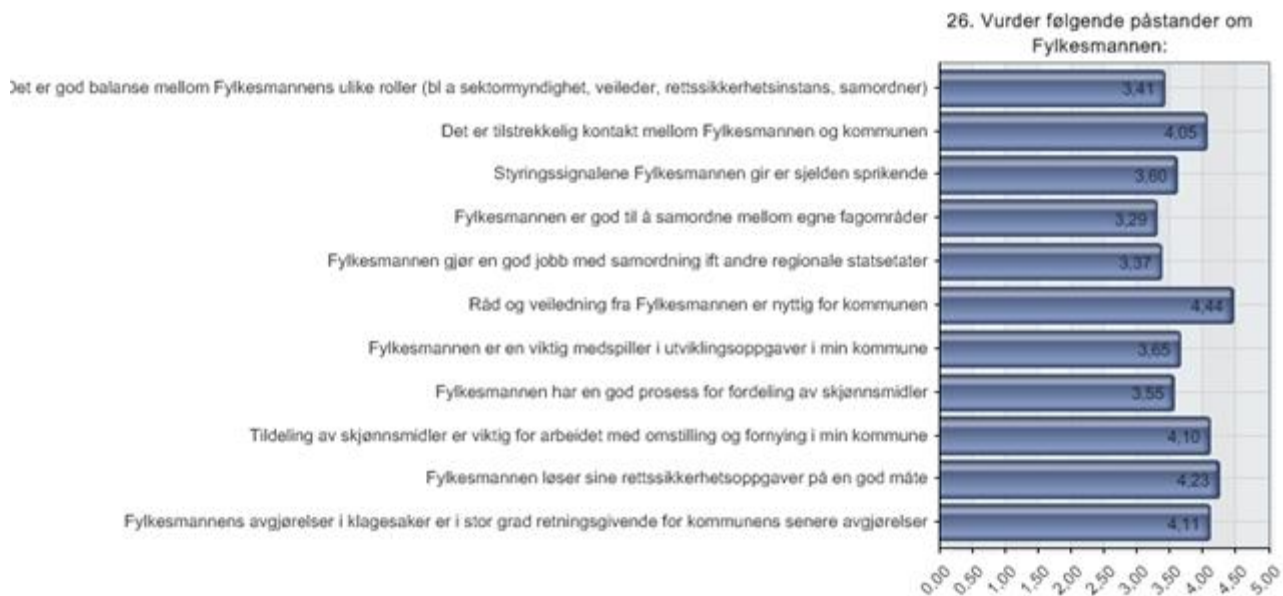 26. Vurder følgende påstander om
Fylkesmannen:
Det er god balanse mellom Fylkesmannens ulike roller (bl a sektormyndighet, veileder, rettssikkerhetsinstans, samordner)
3,41
Det er tilstrekkelig kontakt mellom Fylkesmannen og kommunen
4,05
Styringssignalene Fylkesmannen gir er sjelden sprikende
3,60
Fylkesmannen er god til å samordne mellom egne fagområder
3,29
Fylkesmannen gjør en god jobb med samordning ift andre regionale statsetater
3,37
Råd og veiledning fra Fylkesmannen er nyttig for kommunen
4,44
Fylkesmannen er en viktig medspiller i utviklingsoppgaver i min kommune
3,65
Fylkesmannen har en god prosess for fordeling av skjønnsmidler
3,55
Tildeling av skjønnsmidler er viktig for arbeidet med omstilling og fornying i min kommune
4,10
Fylkesmannen løser sine rettssikkerhetsoppgaver på en god måte
4,23
Fylkesmannens avgjørelser i klagesaker er i stor grad retningsgivende for kommunens senere avgjørelser
4,11
0,00 0,50 1,00 1,50 2,00 2,50 3,00 3,50 4,00 4,50 5,00